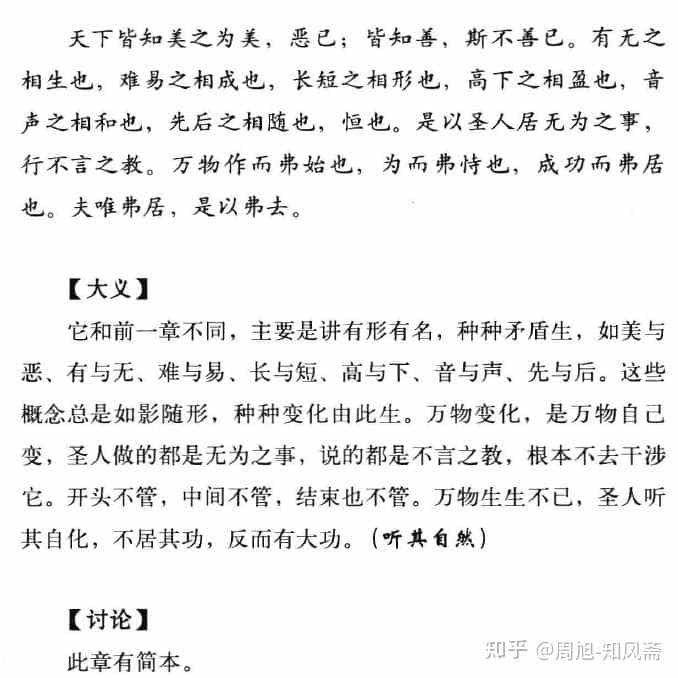 天下皆知美之为美，恶已；皆知善，斯不善已。有无之
相生也，难易之相成也，长短之相形也，高下之相盈也，音
声之相和也，先后之相随也，恒也。是以圣人居无为之事，
行不言之教。万物作而弗始也，为而弗恃也，成功而弗居
也。夫唯弗居，是以弗去。
【大义】
它和前一章不同，主要是讲有形有名，种种矛盾生，如美与
恶、有与无、难与易、长与短、高与下、音与声、先与后。这些
概念总是如影随形，种种变化由此生。万物变化，是万物自己
变，圣人做的都是无为之事，说的都是不言之教，根本不去干涉
它。开头不管，中间不管，结束也不管。万物生生不已，圣人听
其自化，不居其功，反而有大功。（听其自然）
【讨论】
此章有简本。
知乎 @周旭-知风斋